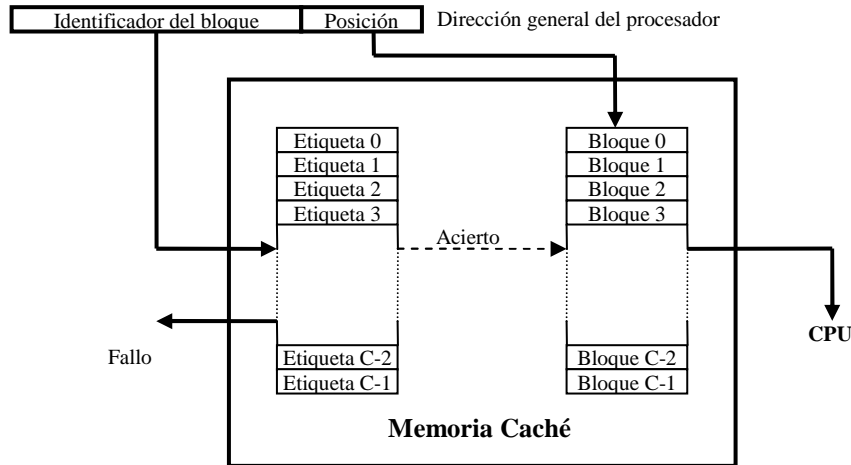 Identificador del bloque Posición Dirección general del procesador
Etiqueta 0 Bloque 0
Etiqueta 1 Bloque 1
Etiqueta 2 Bloque 2
Etiqueta 3 Bloque 3
Acierto
CPU
Fallo
Etiqueta C-2 Bloque C-2
Etiqueta C-1 Bloque C-1
Memoria Caché